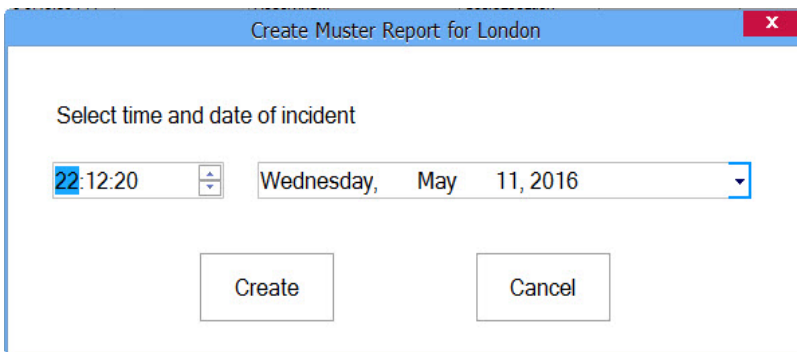 Create Muster Report for London
x
Select time and date of incident
22:12:20 Wednesday, May 11, 2016
Create Cancel